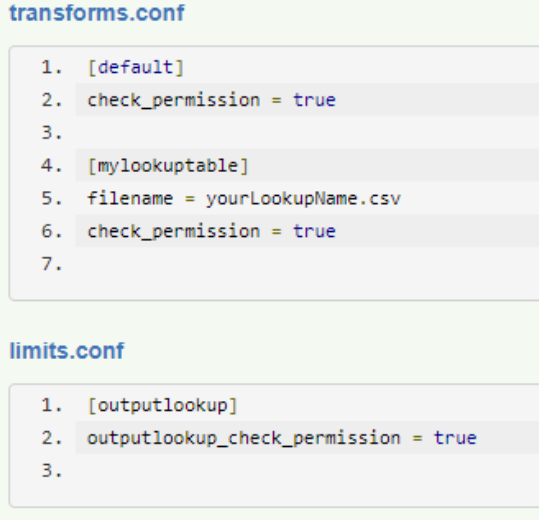 transforms.conf
1. [default]
2. check_permission = true
3.
4. [mylookuptable]
5. filename = yourLookupName.csv
6. check_permission = true
7.
limits.conf
1. [outputlookup]
2. outputlookup_check_permission = true
3.